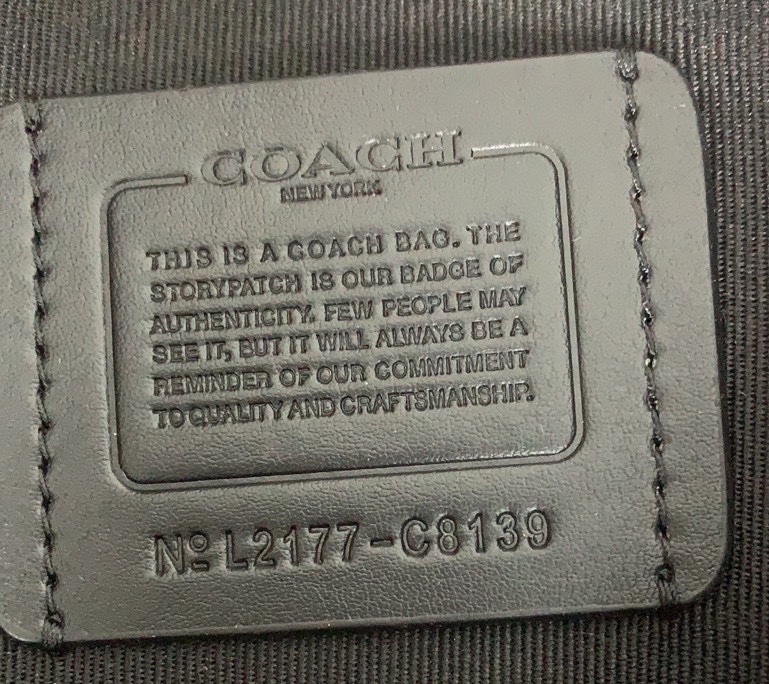 COACH
NEW YORK
THIS IS A COACH BAG. THE
STORYPATCH IS OUR BADGE OF
AUTHENTICITY. FEW PEOPLE MAY
SEE IT, BUT IT WILL ALWAYS BE A
REMINDER OF OUR COMMITMENT
TO QUALITY AND CRAFTSMANSHIP.
Nº L2177-C8139